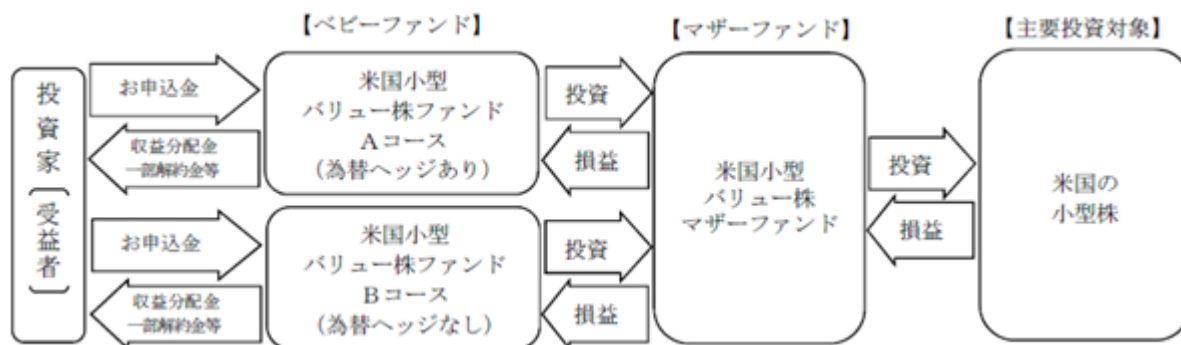 【ベビーファンド】
【マザーファンド】
【主要投資対象】
投資家
(受益者)
お申込金
収益分配金
一部解約金等
米国小型
バリュー株ファンド
Aコース
(為替ヘッジあり)
投資
損益
お申込金
収益分配金
一部解約金等
米国小型
バリュー株ファンド
Bコース
(為替ヘッジなし)
投資
損益
米国小型
バリュー株
マザーファンド
投資
損益
米国の
小型株